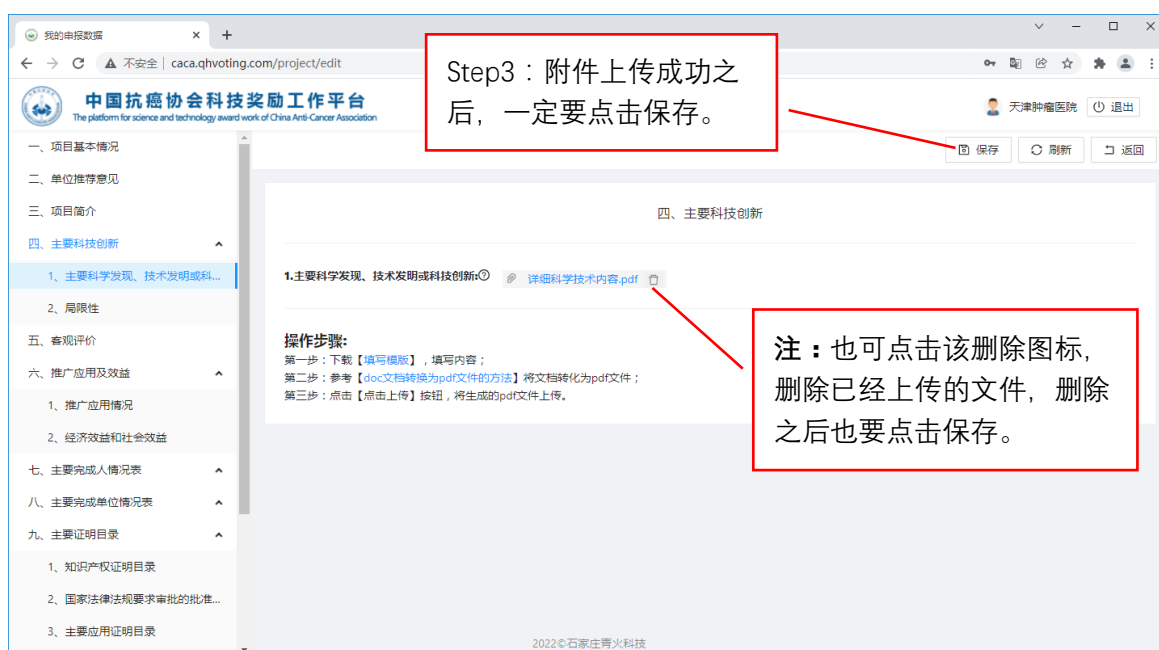 我的申报数据
不安全 | caca.qhvoting.com/project/edit
中国抗癌协会科技奖励工作平台
The platform for science and technology award work of China Anti-Cancer Association
天津肿瘤医院
退出
Step3：附件上传成功之
后，一定要点击保存。
保存
刷新
返回
一、项目基本情况
二、单位推荐意见
三、项目简介
四、主要科技创新
1、主要科学发现、技术发明或科...
2、局限性
五、客观评价
六、推广应用及效益
1、推广应用情况
2、经济效益和社会效益
七、主要完成人情况表
八、主要完成单位情况表
九、主要证明目录
1、知识产权证明目录
2、国家法律法规要求审批的批准...
3、主要应用证明目录
四、主要科技创新
1.主要科学发现、技术发明或科技创新:
详细科学技术内容.pdf
操作步骤:
第一步：下载【填写模版】，填写内容；
第二步：参考【doc文档转换为pdf文件的方法】将文档转化为pdf文件；
第三步：点击【点击上传】按钮，将生成的pdf文件上传。
注：也可点击该删除图标，
删除已经上传的文件，删除
之后也要点击保存。
2022©石家庄青火科技